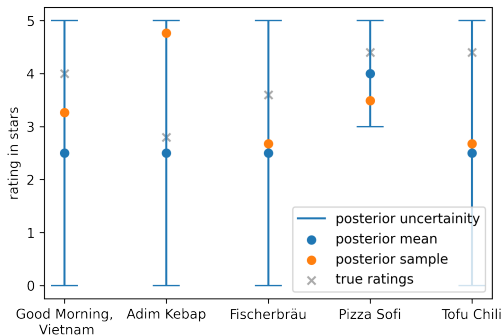 5
4
3
2
1
0
rating in stars
posterior uncertainity
posterior mean
posterior sample
true ratings
Good Morning,
Vietnam
Adim Kebap
Fischerbräu
Pizza Sofi
Tofu Chili